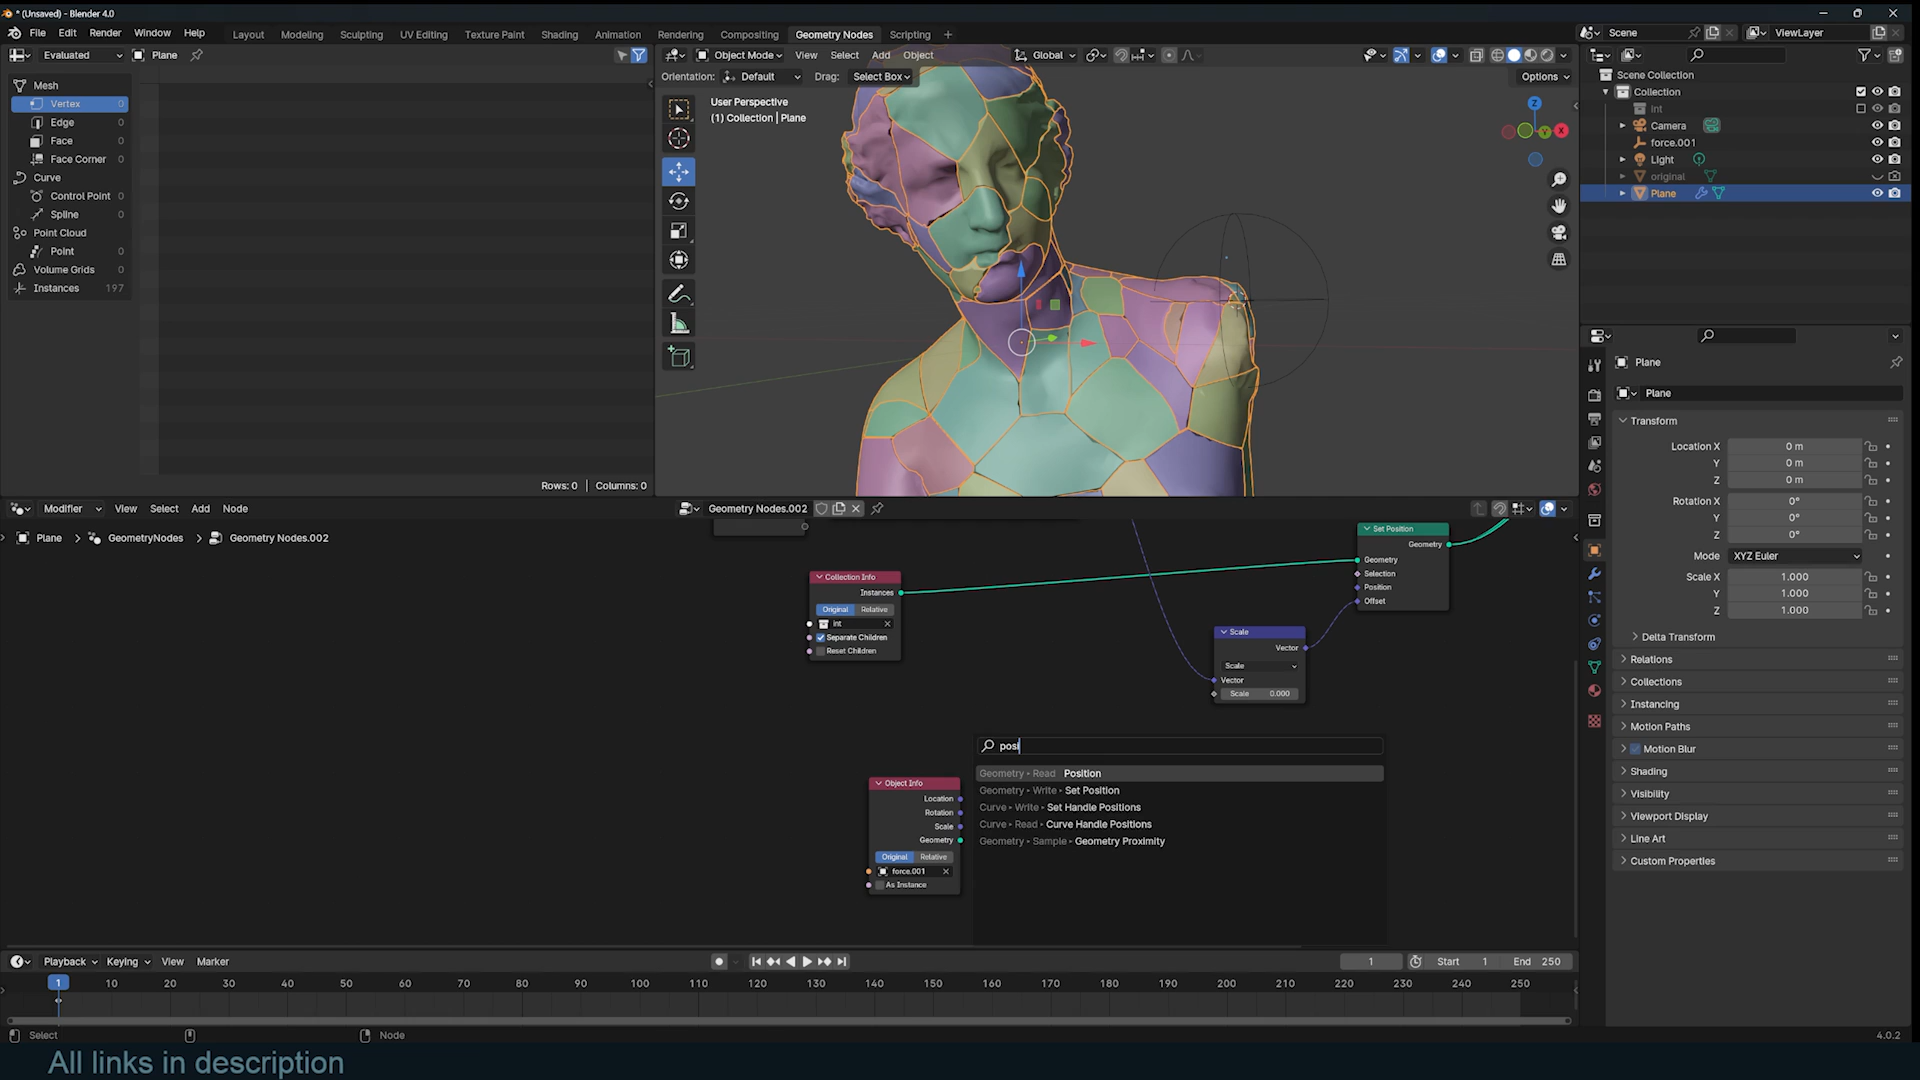 * (Unsaved) - Blender 4.0
File Edit Render Window Help
Layout Modeling Sculpting UV Editing Texture Paint Shading Animation Rendering Compositing Geometry Nodes Scripting +
Scene ViewLayer
Evaluated Plane
Object Mode View Select Add Object Global
Orientation: Default Drag: Select Box Options
Mesh
Vertex 0
Edge 0
Face 0
Face Corner 0
Curve
Control Point 0
Spline 0
Point Cloud
Point 0
Volume Grids 0
Instances 197
Rows: 0 Columns: 0
User Perspective
(1) Collection | Plane
Z
Y
X
Scene Collection
Collection
Int
Camera
force.001
Light
original
Plane
Plane
Plane
Transform
Location X 0 m
Y 0 m
Z 0 m
Rotation X 0°
Y 0°
Z 0°
Mode XYZ Euler
Scale X 1.000
Y 1.000
Z 1.000
Delta Transform
Relations
Collections
Instancing
Motion Paths
Motion Blur
Shading
Visibility
Viewport Display
Line Art
Custom Properties
Modifier View Select Add Node
Geometry Nodes.002
Plane > GeometryNodes > Geometry Nodes.002
Collection Info
Instances
Original Relative
Int
Separate Children
Reset Children
Set Position
Geometry
Geometry
Selection
Position
Offset
Scale
Vector
Scale
Vector
Scale 0.000
Object Info
Location
Rotation
Scale
Geometry
Original Relative
force.001
As Instance
posi
Geometry Read Position
Geometry Write Set Position
Curve Write Set Handle Positions
Curve Read Curve Handle Positions
Geometry Sample Geometry Proximity
Playback Keying View Marker
1 Start 1 End 250
1 10 20 30 40 50 60 70 80 90 100 110 120 130 140 150 160 170 180 190 200 210 220 230 240 250
Select Node
4.0.2
All links in description